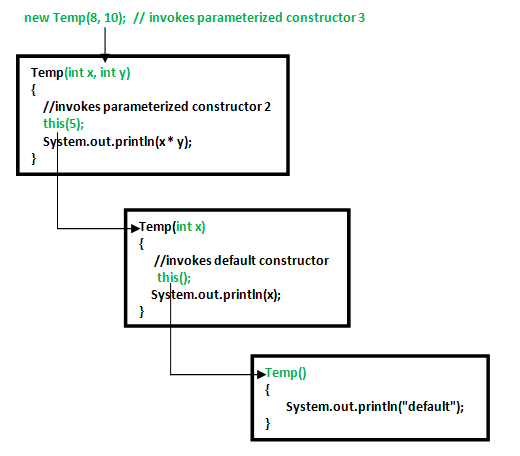 new Temp(8, 10); // invokes parameterized constructor 3
Temp(int x, int y)
{
//invokes parameterized constructor 2
this(5);
System.out.println(x * y);
}
Temp(int x)
{
//invokes default constructor
this();
System.out.println(x);
}
Temp()
{
System.out.println("default");
}